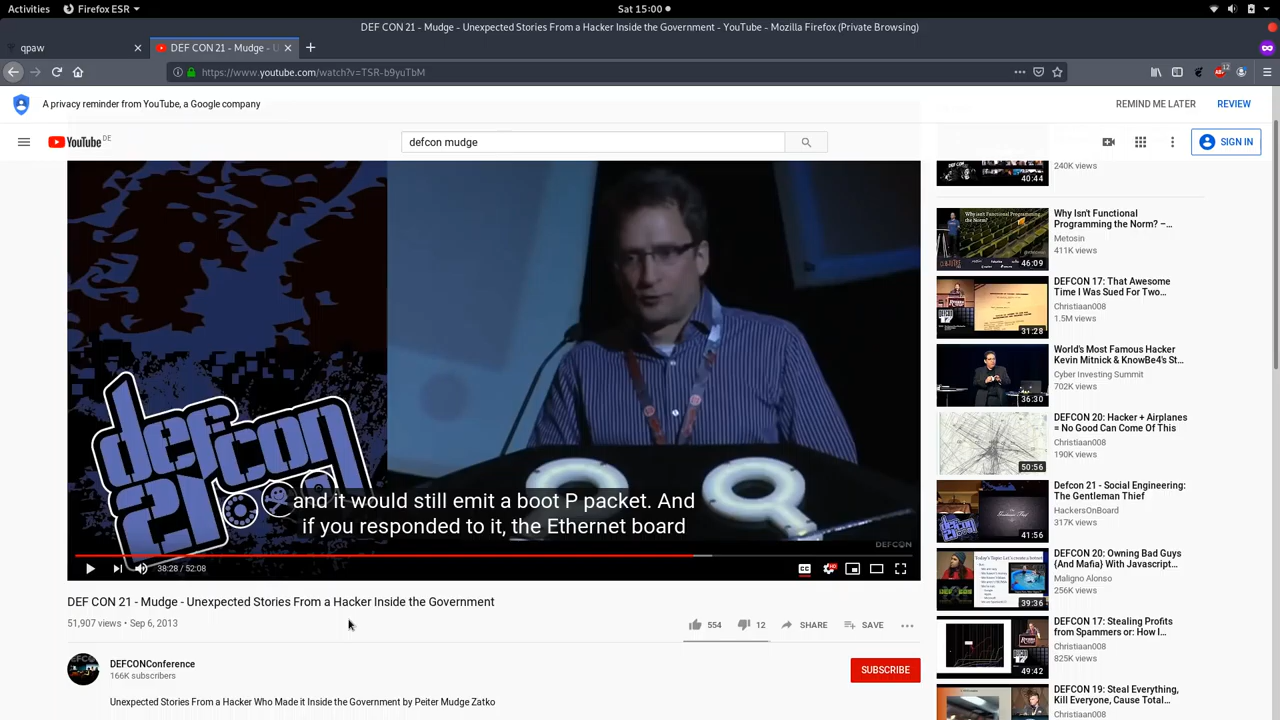 Activities
Firefox ESR
Sat 15:00
DEF CON 21 - Mudge - Unexpected Stories From a Hacker Inside the Government - YouTube - Mozilla Firefox (Private Browsing)
qpaw
DEF CON 21 - Mudge - U
https://www.youtube.com/watch?v=TSR-b9yuTbM
12
A privacy reminder from YouTube, a Google company
REMIND ME LATER
REVIEW
YouTube DE
defcon mudge
SIGN IN
240K views
40:44
Why isn't Functional Programming the Norm?
46:09
Why Isn't Functional
Programming the Norm? –…
Metosin
411K views
31:28
DEFCON 17: That Awesome
Time I Was Sued For Two…
Christiaan008
1.5M views
36:30
World's Most Famous Hacker
Kevin Mitnick & KnowBe4's St…
Cyber Investing Summit
702K views
50:56
DEFCON 20: Hacker + Airplanes
= No Good Can Come Of This
Christiaan008
190K views
41:56
Defcon 21 - Social Engineering:
The Gentleman Thief
HackersOnBoard
317K views
39:36
DEFCON 20: Owning Bad Guys
{And Mafia} With Javascript…
Maligno Alonso
256K views
49:42
DEFCON 17: Stealing Profits
from Spammers or: How I…
Christiaan008
825K views
DEFCON 19: Steal Everything,
Kill Everyone, Cause Total…
Christiaan008
defcon
21
and it would still emit a boot P packet. And
if you responded to it, the Ethernet board
DEFCON
38:28 / 52:08
DEF CON 21 - Mudge - Unexpected Stories From a Hacker Inside the Government
51,907 views • Sep 6, 2013
554
12
SHARE
SAVE
DEFCONConference
166K subscribers
SUBSCRIBE
Unexpected Stories From a Hacker Who Made it Inside the Government by Peiter Mudge Zatko